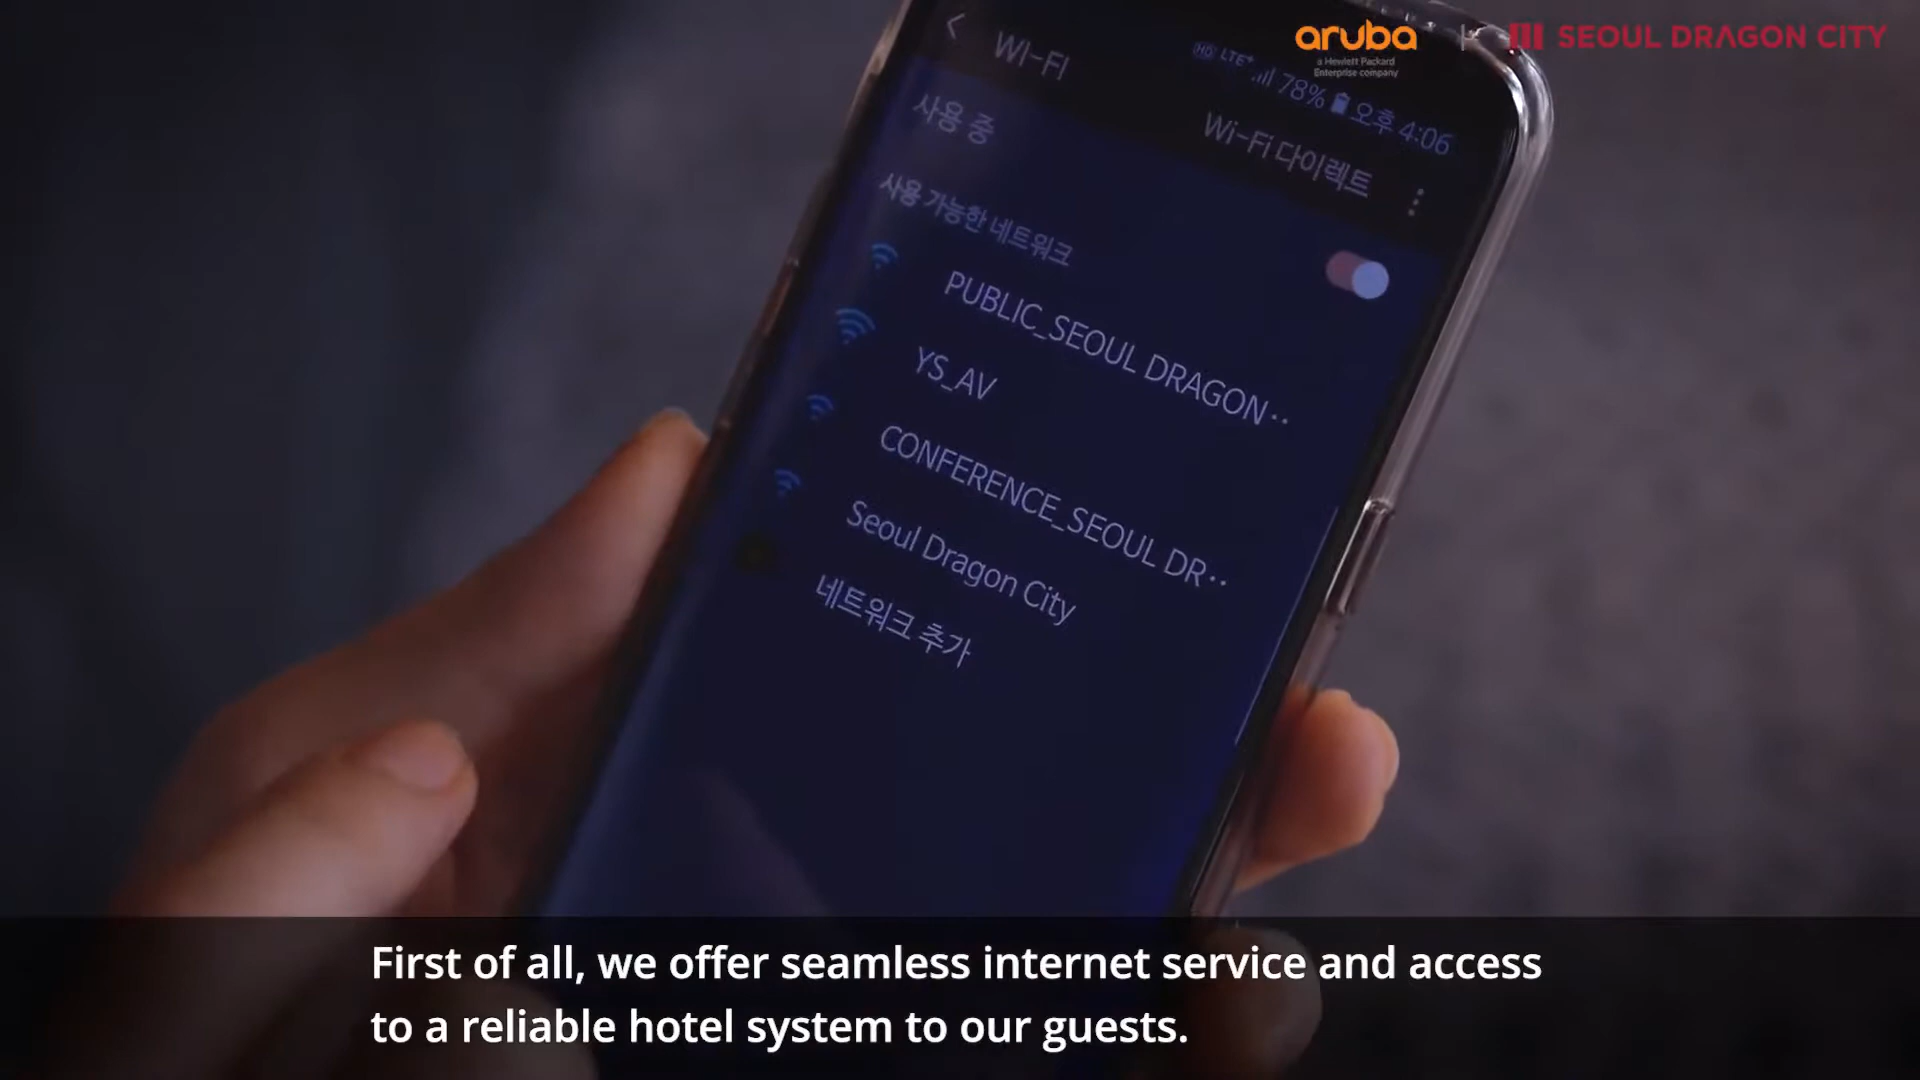 aruba
a Hewlett Packard
Enterprise company
SEOUL DRAGON CITY
WI-FI
HD LTE+ 78% 오후 4:06
사용 중
Wi-Fi 다이렉트
사용 가능한 네트워크
PUBLIC_SEOUL DRAGON..
YS_AV
CONFERENCE_SEOUL DR..
Seoul Dragon City
네트워크 추가
First of all, we offer seamless internet service and access
to a reliable hotel system to our guests.